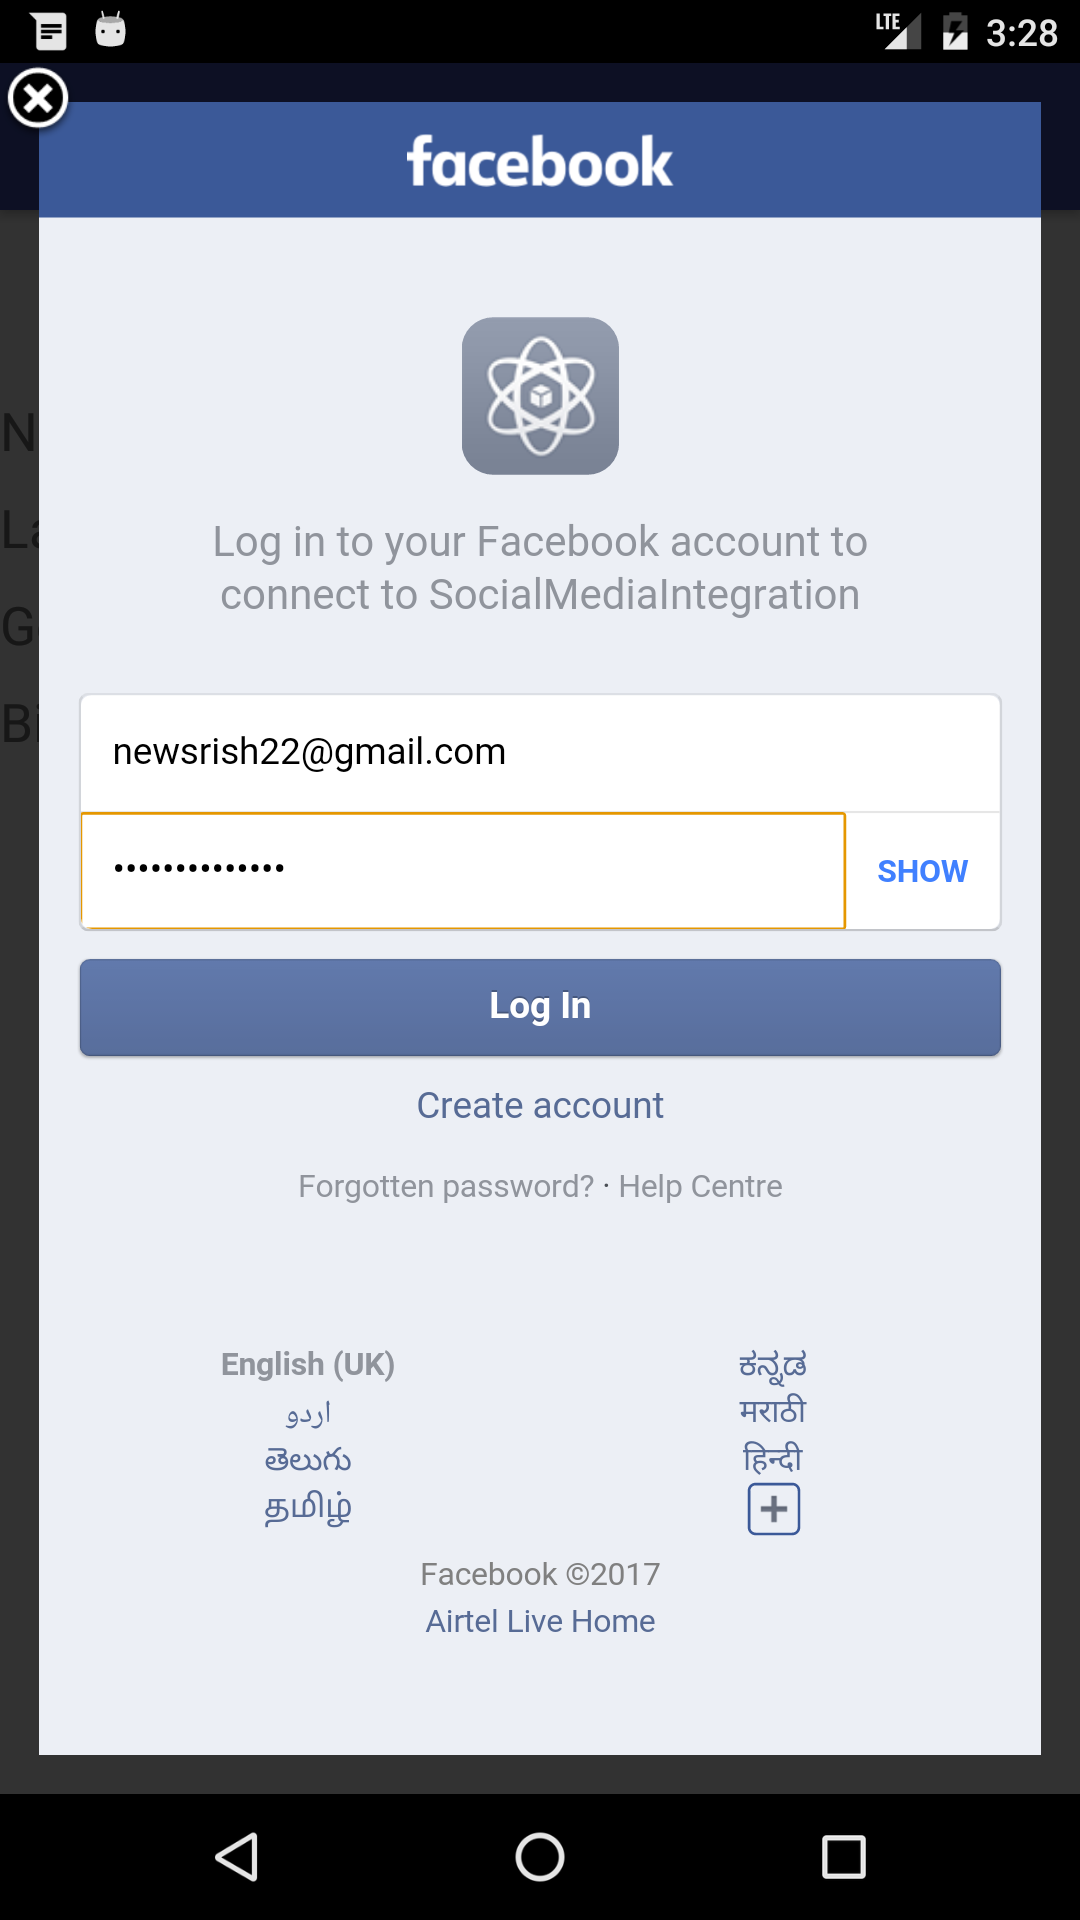 LTE 3:28
facebook
N
La
G
Bi
Log in to your Facebook account to
connect to SocialMediaIntegration
newsrish22@gmail.com
••••••••••••••
SHOW
Log In
Create account
Forgotten password? · Help Centre
English (UK)
اردو
తెలుగు
தமிழ்
ಕನ್ನಡ
मराठी
हिन्दी
Facebook ©2017
Airtel Live Home